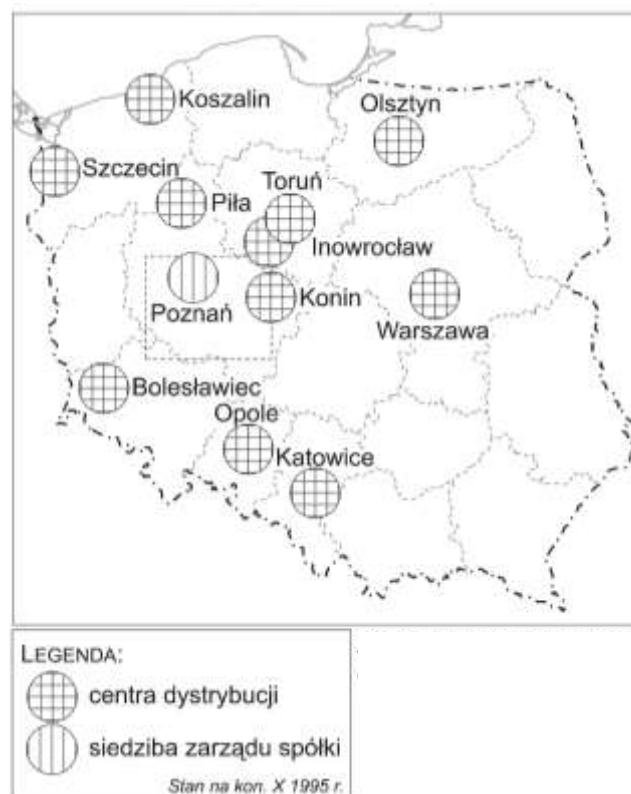 Koszalin
Olsztyn
Szczecin
Toruń
Piła
Inowrocław
Poznań
Konin
Warszawa
Bolesławiec
Opole
Katowice
LEGENDA:
centra dystrybucji
siedziba zarządu spółki
Stan na kon. X 1995 r.